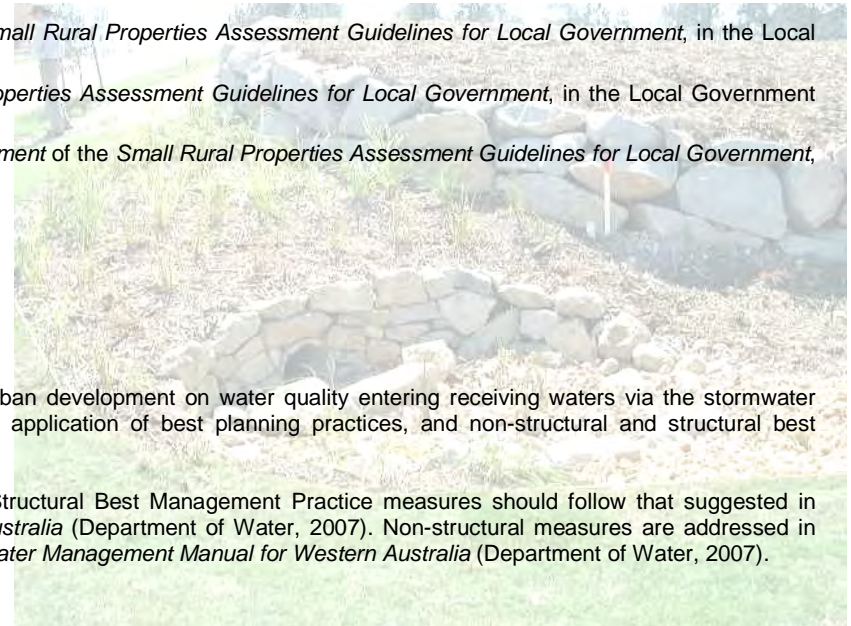 mall Rural Properties Assessment Guidelines for Local Government, in the Local
operties Assessment Guidelines for Local Government, in the Local Government
ment of the Small Rural Properties Assessment Guidelines for Local Government,
ban development on water quality entering receiving waters via the stormwater
application of best planning practices, and non-structural and structural best
Structural Best Management Practice measures should follow that suggested in
ustralia (Department of Water, 2007). Non-structural measures are addressed in
ater Management Manual for Western Australia (Department of Water, 2007).